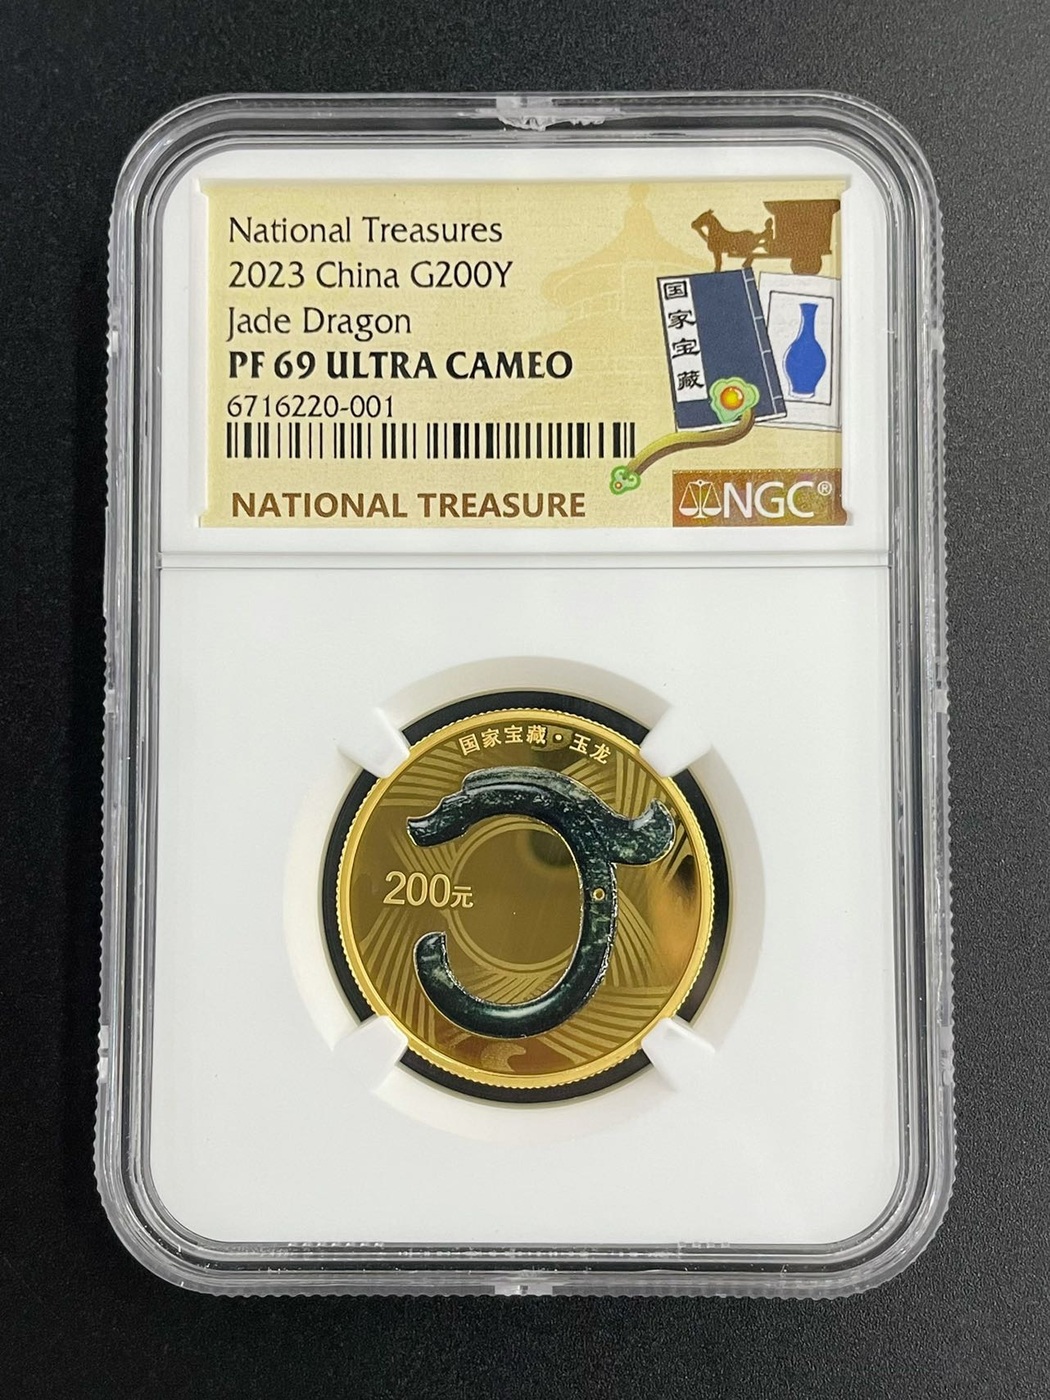 National Treasures
2023 China G200Y
Jade Dragon
PF 69 ULTRA CAMEO
6716220-001
NATIONAL TREASURE
国家宝藏
NGC®
国家宝藏·玉龙
200元